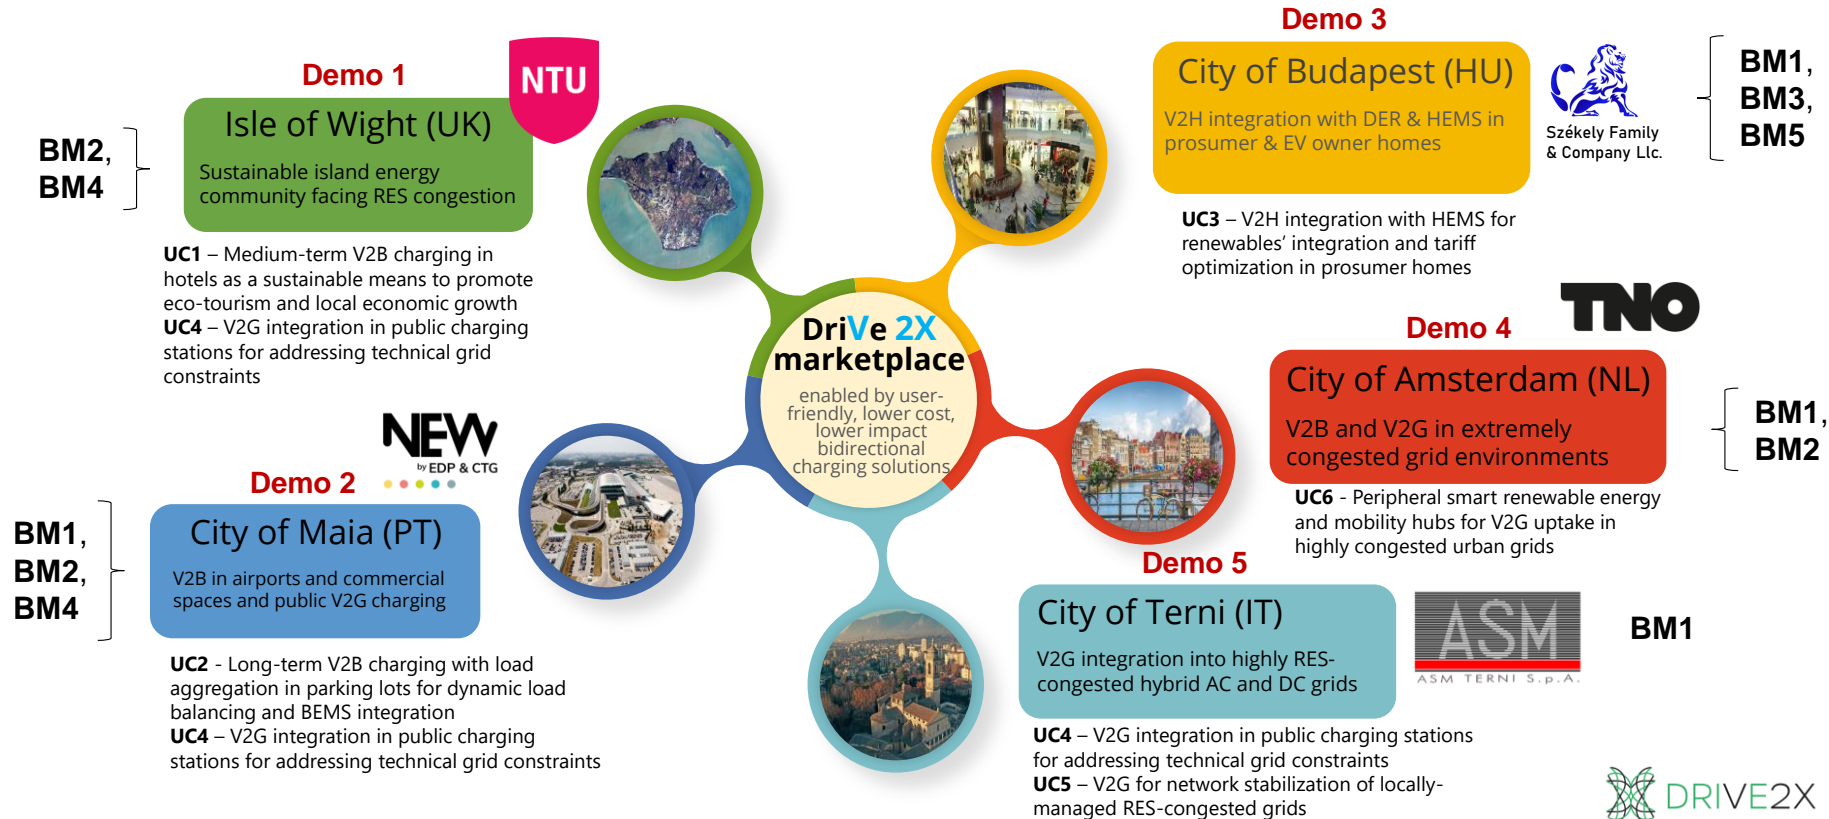 Demo 1
NTU
Isle of Wight (UK)
Sustainable island energy
community facing RES congestion
BM2,
BM4
UC1 – Medium-term V2B charging in
hotels as a sustainable means to promote
eco-tourism and local economic growth
UC4 – V2G integration in public charging
stations for addressing technical grid
constraints
NEW
by EDP & CTG
Demo 2
City of Maia (PT)
V2B in airports and commercial
spaces and public V2G charging
BM1,
BM2,
BM4
UC2 - Long-term V2B charging with load
aggregation in parking lots for dynamic load
balancing and BEMS integration
UC4 – V2G integration in public charging
stations for addressing technical grid constraints
DriVe 2X
marketplace
enabled by user-
friendly, lower cost,
lower impact
bidirectional
charging solutions
Demo 3
City of Budapest (HU)
V2H integration with DER & HEMS in
prosumer & EV owner homes
Székely Family
& Company Llc.
BM1,
BM3,
BM5
UC3 – V2H integration with HEMS for
renewables’ integration and tariff
optimization in prosumer homes
TNO
Demo 4
City of Amsterdam (NL)
V2B and V2G in extremely
congested grid environments
BM1,
BM2
UC6 - Peripheral smart renewable energy
and mobility hubs for V2G uptake in
highly congested urban grids
Demo 5
City of Terni (IT)
V2G integration into highly RES-
congested hybrid AC and DC grids
ASM
ASM TERNI S.p.A.
BM1
UC4 – V2G integration in public charging stations
for addressing technical grid constraints
UC5 – V2G for network stabilization of locally-
managed RES-congested grids
DRIVE2X